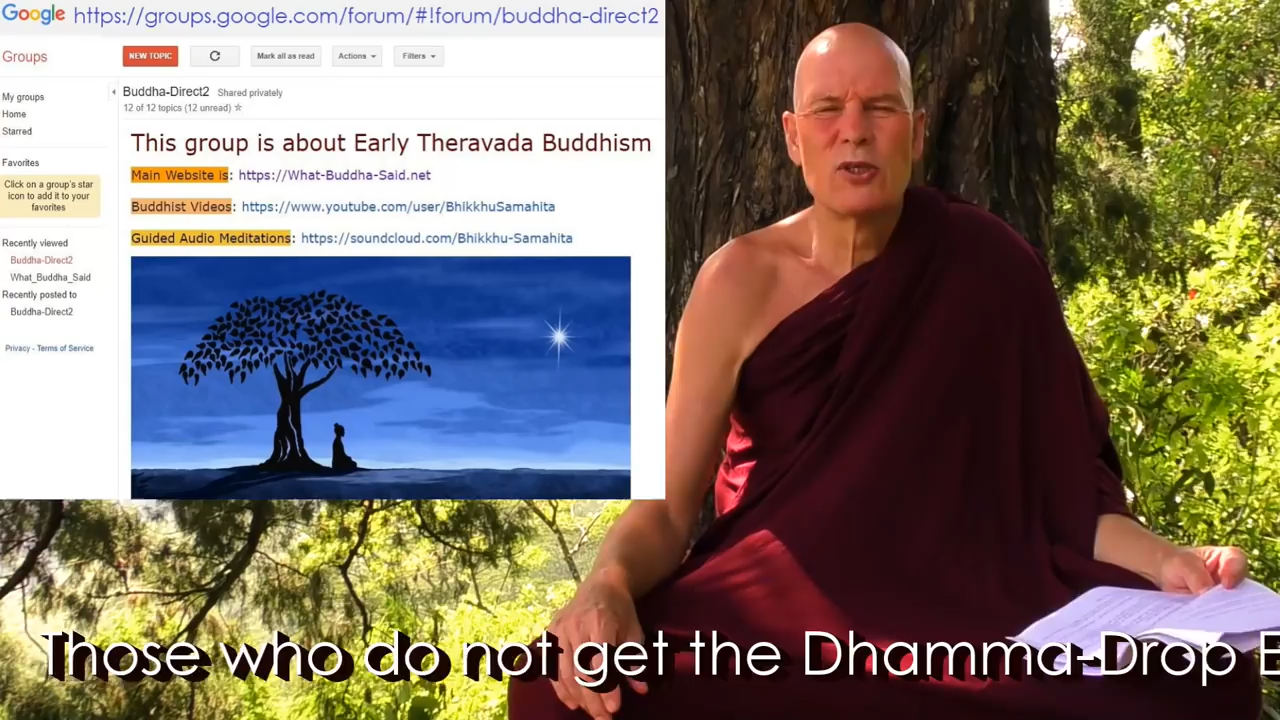 Google https://groups.google.com/forum/#!forum/buddha-direct2
Groups
NEW TOPIC
Mark all as read
Actions
Filters
My groups
Home
Starred
Favorites
Click on a group's star
icon to add it to your
favorites
Recently viewed
Buddha-Direct2
What_Buddha_Said
Recently posted to
Buddha-Direct2
Privacy - Terms of Service
Buddha-Direct2 Shared privately
12 of 12 topics (12 unread)
This group is about Early Theravada Buddhism
Main Website is: https://What-Buddha-Said.net
Buddhist Videos: https://www.youtube.com/user/BhikkhuSamahita
Guided Audio Meditations: https://soundcloud.com/Bhikkhu-Samahita
Those who do not get the Dhamma-Drop E